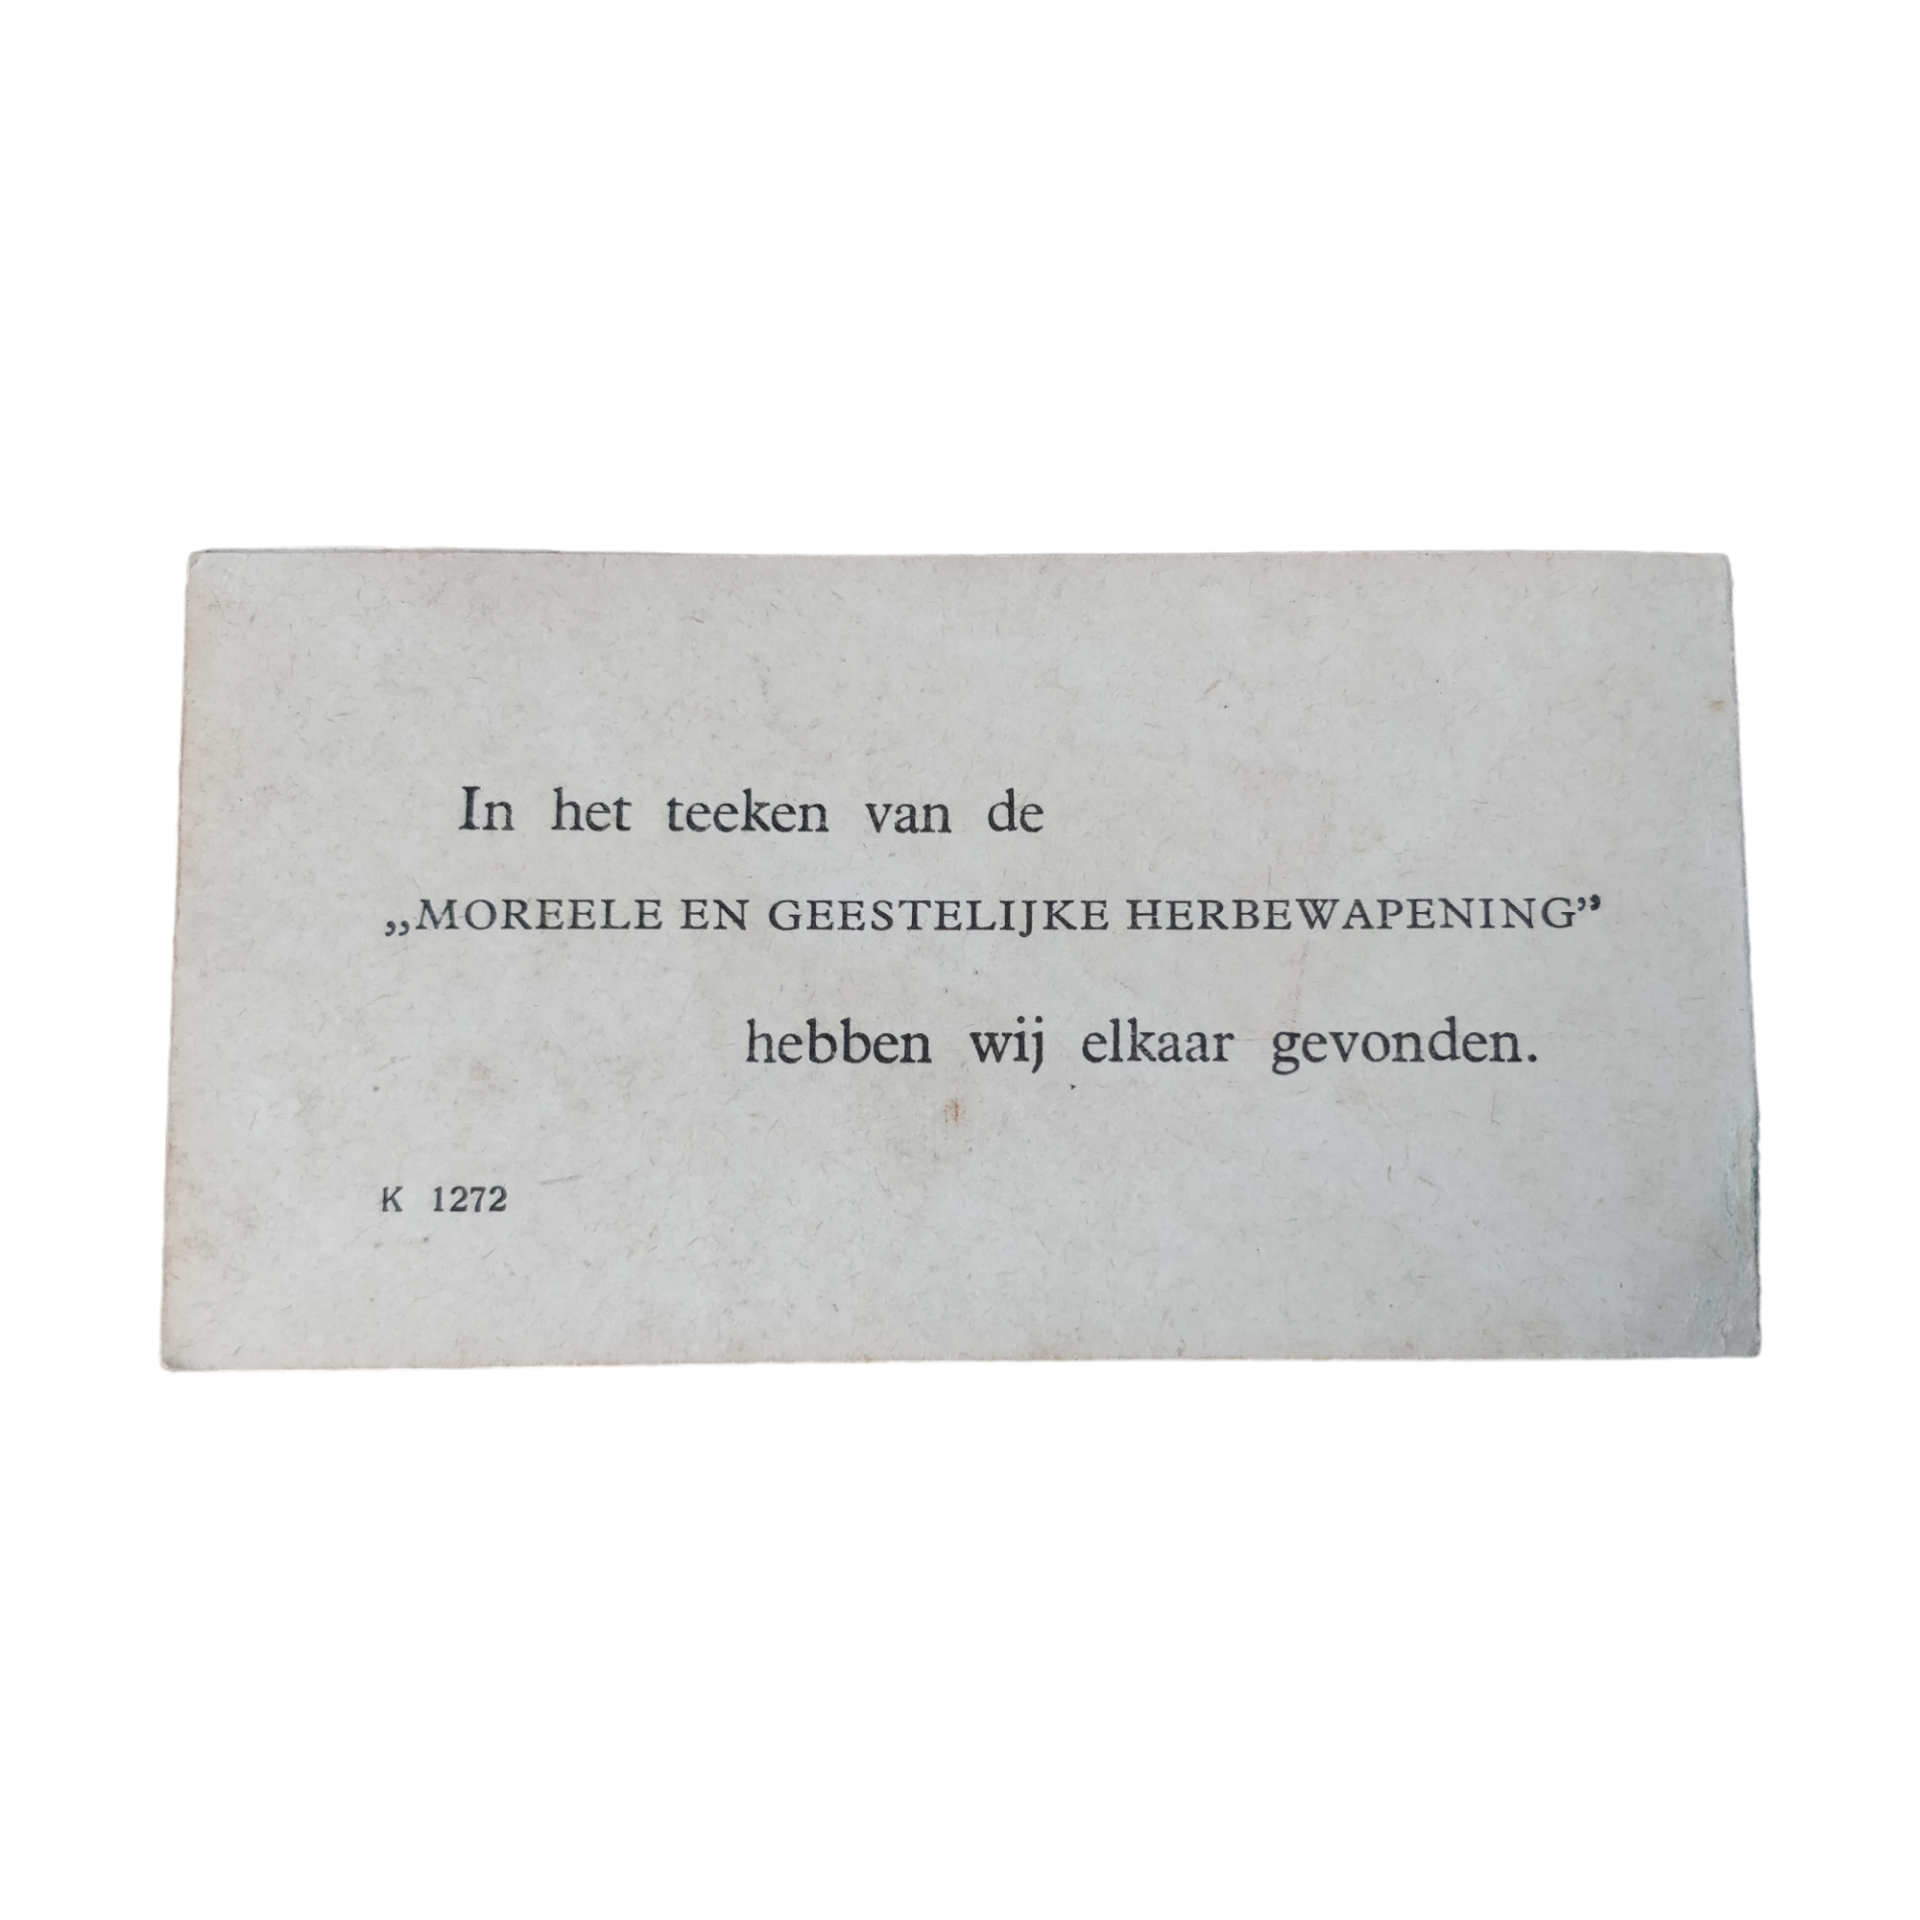 In het teeken van de
„MOREELE EN GEESTELIJKE HERBEWAPENING”
hebben wij elkaar gevonden.
K 1272